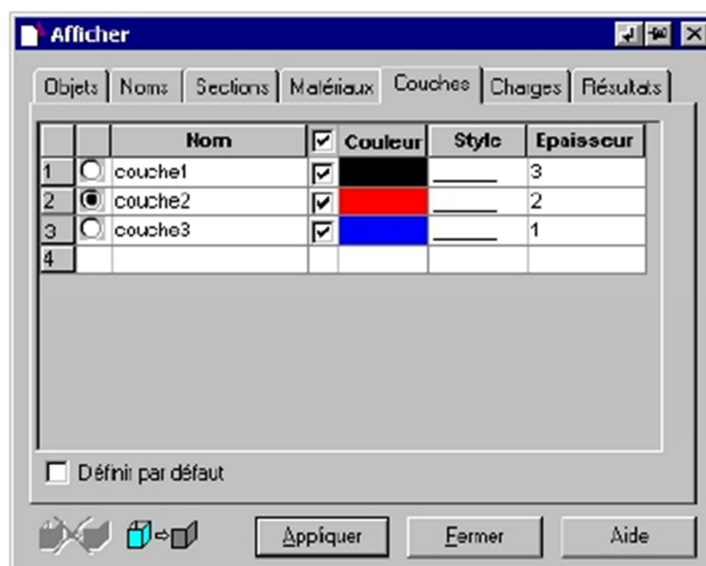 Afficher
Objets Noms Sections Matériaux Couches Charges Résultats
Nom Couleur Style Epaisseur
1 couche1 3
2 couche2 2
3 couche3 1
4
Définir par défaut
Appliquer Fermer Aide